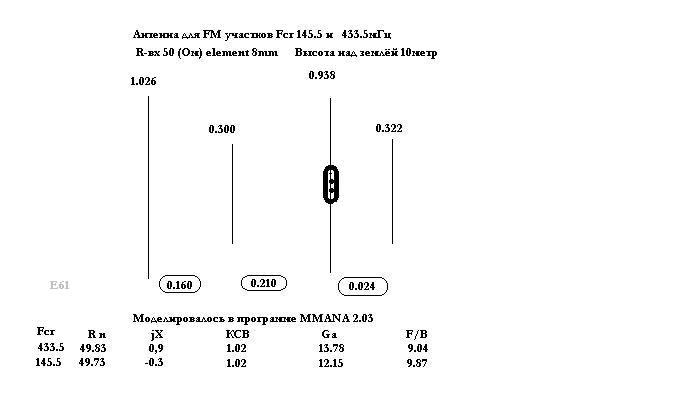 Антенна для FM участков Fcr 145.5 и 433.5мГц
R-вх 50 (Ом) element 8mm Высота над землёй 10метр
0.938
1.026
0.300
0.322
E61
0.160
0.210
0.024
Моделировалось в програме MMANA 2.03
Fcr R и jX КСВ Ga F/B
433.5 49.83 0,9 1.02 13.78 9.04
145.5 49.73 -0.3 1.02 12.15 9.87